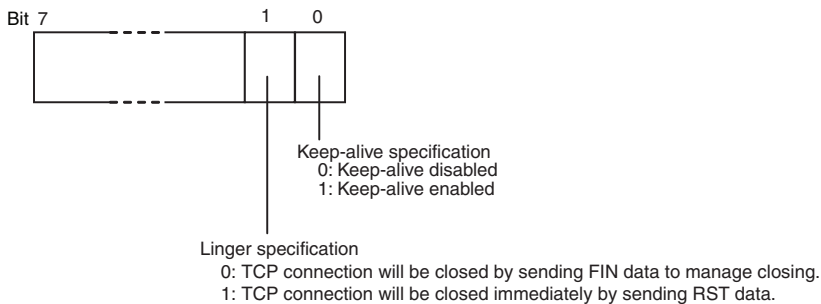 Bit 7 1 0
Keep-alive specification
0: Keep-alive disabled
1: Keep-alive enabled
Linger specification
0: TCP connection will be closed by sending FIN data to manage closing.
1: TCP connection will be closed immediately by sending RST data.